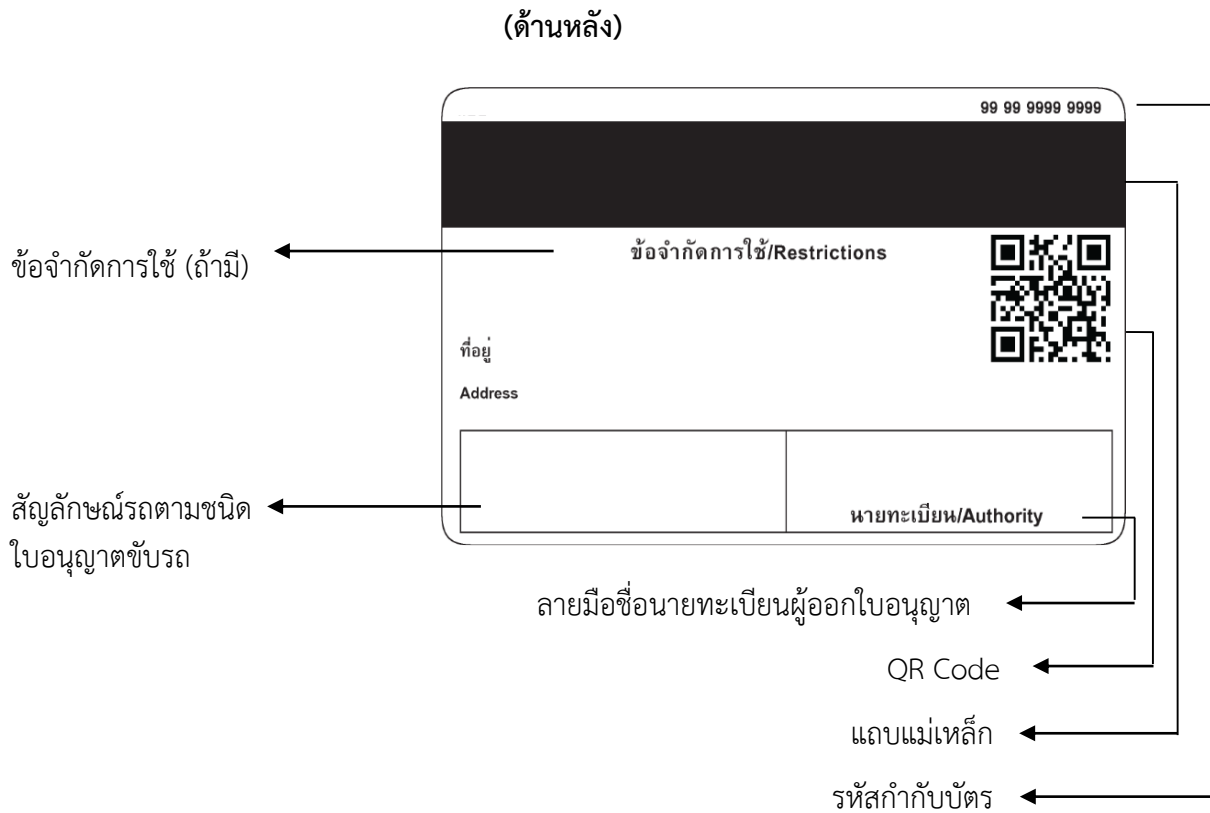 (ด้านหลัง)
99 99 9999 9999
ข้อจำกัดการใช้/Restrictions
ข้อจำกัดการใช้ (ถ้ามี)
ที่อยู่
Address
สัญลักษณ์รถตามชนิด
ใบอนุญาตขับรถ
นายทะเบียน/Authority
ลายมือชื่อนายทะเบียนผู้ออกใบอนุญาต
QR Code
แถบแม่เหล็ก
รหัสกำกับบัตร